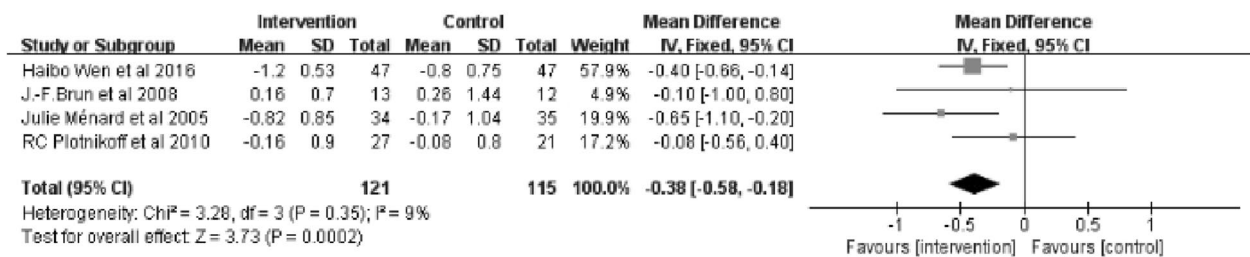 Intervention Control Mean Difference Mean Difference
Study or Subgroup Mean SD Total Mean SD Total Weight IV, Fixed, 95% CI IV, Fixed, 95% CI
Haibo Wen et al 2016 -1.2 0.53 47 -0.8 0.75 47 57.9% -0.40 [-0.66, -0.14]
J.-F.Brun et al 2008 0.16 0.7 13 0.26 1.44 12 4.9% -0.10 [-1.00, 0.80]
Julie Ménard et al 2005 -0.82 0.85 34 -0.17 1.04 35 19.9% -0.65 [-1.10, -0.20]
RC Plotnikoff et al 2010 -0.16 0.9 27 -0.08 0.8 21 17.2% -0.08 [-0.56, 0.40]
Total (95% CI) 121 115 100.0% -0.38 [-0.58, -0.18]
Heterogeneity: Chi² = 3.28, df = 3 (P = 0.35); I² = 9%
Test for overall effect: Z = 3.73 (P = 0.0002)
-1 -0.5 0 0.5 1
Favours [intervention] Favours [control]